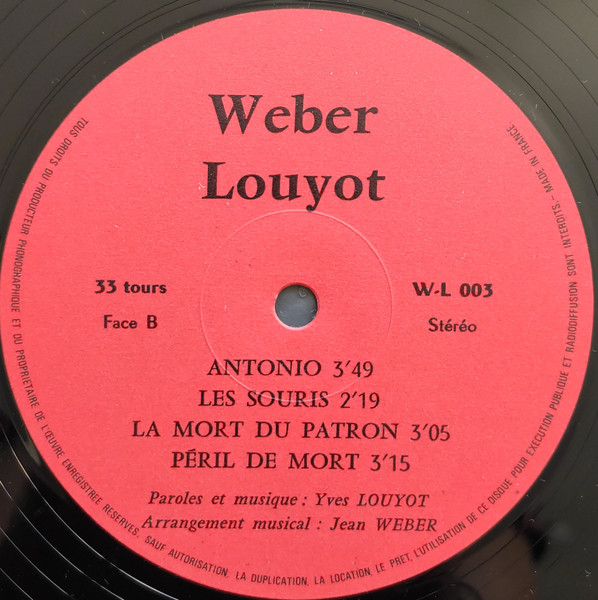 Weber
Louyot
33 tours
Face B
W-L 003
Stéréo
ANTONIO 3'49
LES SOURIS 2'19
LA MORT DU PATRON 3'05
PÉRIL DE MORT 3'15
Paroles et musique : Yves LOUYOT
Arrangement musical : Jean WEBER
TOUS DROITS DU PRODUCTEUR PHONOGRAPHIQUE ET DU PROPRIETAIRE DE L'ŒUVRE ENREGISTREE RESERVES, SAUF AUTORISATION, LA DUPLICATION, LA LOCATION, LE PRET, L'UTILISATION DE CE DISQUE POUR EXECUTION PUBLIQUE ET RADIODIFFUSION SONT INTERDITS. - MADE IN FRANCE